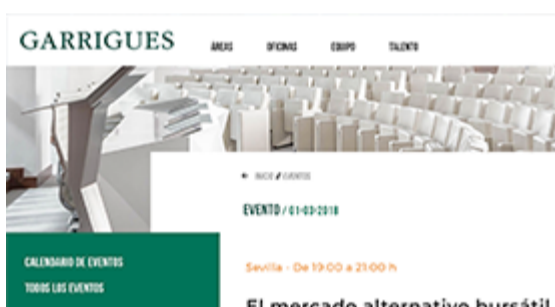 GARRIGUES
ÁREAS OFICINAS EQUIPO TALENTO
INICIO // EVENTOS
EVENTO / 01-03-2018
CALENDARIO DE EVENTOS
TODOS LOS EVENTOS
Sevilla - De 19:00 a 21:00 h
El mercado alternativo bursátil